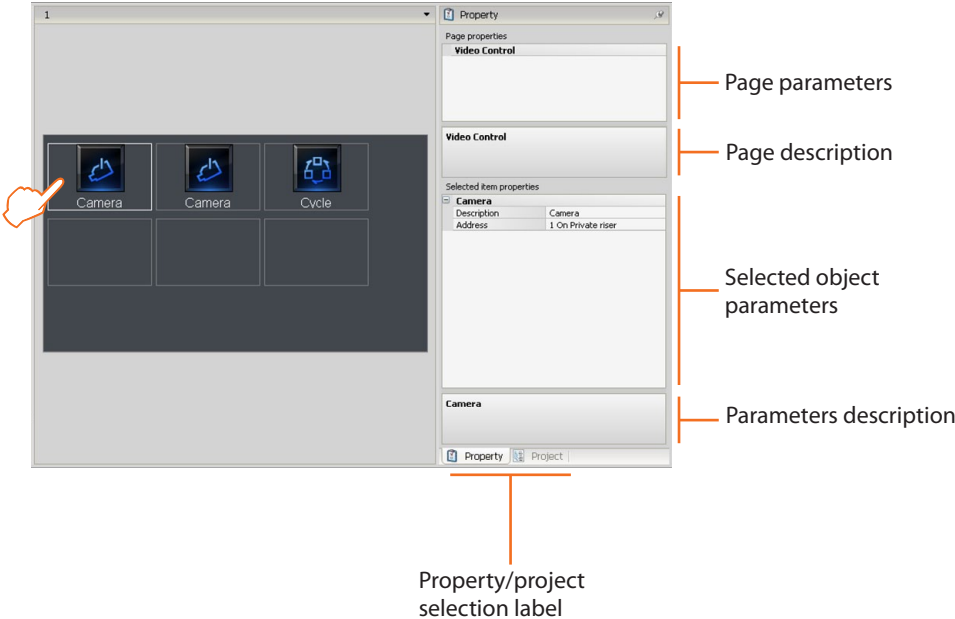 1
Property
Page properties
Video Control
Page parameters
Video Control
Page description
Camera
Camera
Cycle
Selected item properties
Camera
Description Camera
Address 1 On Private riser
Selected object
parameters
Camera
Parameters description
Property Project
Property/project
selection label